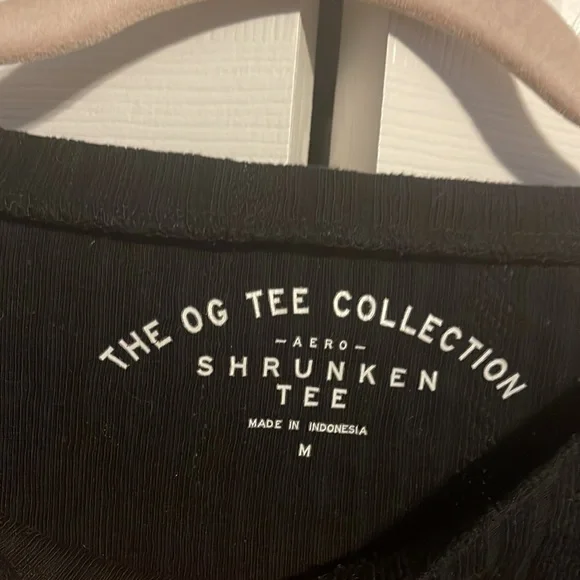 THE OG TEE COLLECTION
- AERO -
SHRUNKEN
TEE
MADE IN INDONESIA
M